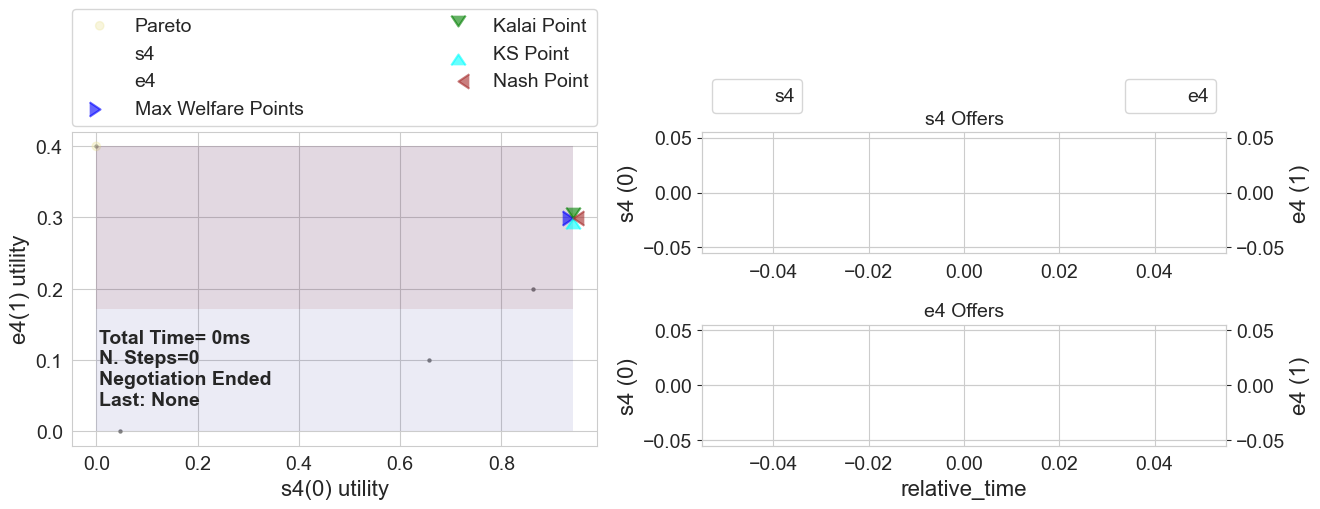 Pareto
s4
e4
Max Welfare Points
Kalai Point
KS Point
Nash Point
e4(1) utility
0.4
0.3
0.2
0.1
0.0
Total Time= 0ms
N. Steps=0
Negotiation Ended
Last: None
0.0 0.2 0.4 0.6 0.8
s4(0) utility
s4
e4
s4 Offers
s4 (0)
0.05
0.00
−0.05
0.05
0.00
−0.05
e4 (1)
−0.04 −0.02 0.00 0.02 0.04
e4 Offers
s4 (0)
0.05
0.00
−0.05
0.05
0.00
−0.05
e4 (1)
−0.04 −0.02 0.00 0.02 0.04
relative_time